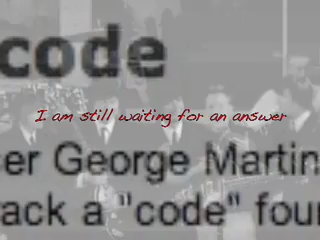 code
I am still waiting for an answer
er George Martin
ack a "code" four